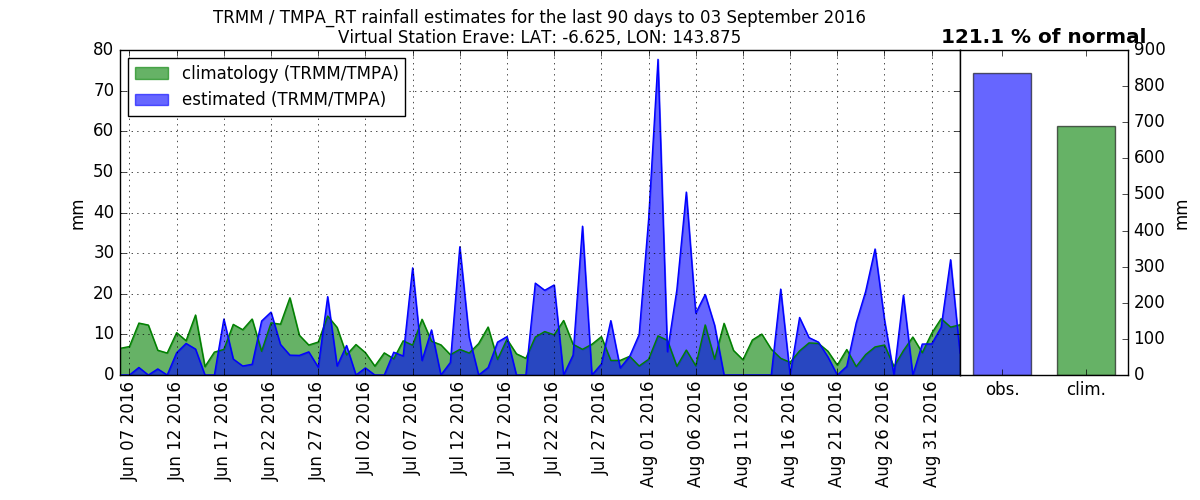 TRMM / TMPA_RT rainfall estimates for the last 90 days to 03 September 2016
Virtual Station Erave: LAT: -6.625, LON: 143.875
121.1 % of normal
climatology (TRMM/TMPA)
estimated (TRMM/TMPA)
80
70
60
50
40
30
20
10
0
mm
Jun 07 2016
Jun 12 2016
Jun 17 2016
Jun 22 2016
Jun 27 2016
Jul 02 2016
Jul 07 2016
Jul 12 2016
Jul 17 2016
Jul 22 2016
Jul 27 2016
Aug 01 2016
Aug 06 2016
Aug 11 2016
Aug 16 2016
Aug 21 2016
Aug 26 2016
Aug 31 2016
obs.
clim.
900
800
700
600
500
400
300
200
100
0
mm